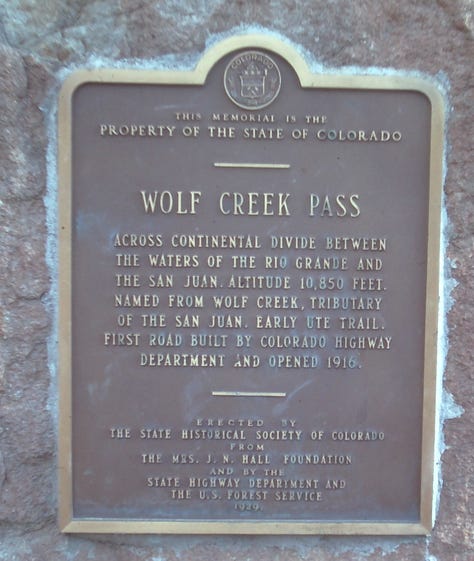 COLORADO
THIS MEMORIAL IS THE
PROPERTY OF THE STATE OF COLORADO
WOLF CREEK PASS
ACROSS CONTINENTAL DIVIDE BETWEEN
THE WATERS OF THE RIO GRANDE AND
THE SAN JUAN. ALTITUDE 10,850 FEET.
NAMED FROM WOLF CREEK, TRIBUTARY
OF THE SAN JUAN. EARLY UTE TRAIL.
FIRST ROAD BUILT BY COLORADO HIGHWAY
DEPARTMENT AND OPENED 1916.
ERECTED BY
THE STATE HISTORICAL SOCIETY OF COLORADO
FROM
THE MRS. J. N. HALL FOUNDATION
AND BY THE
STATE HIGHWAY DEPARTMENT AND
THE U.S. FOREST SERVICE
1929.